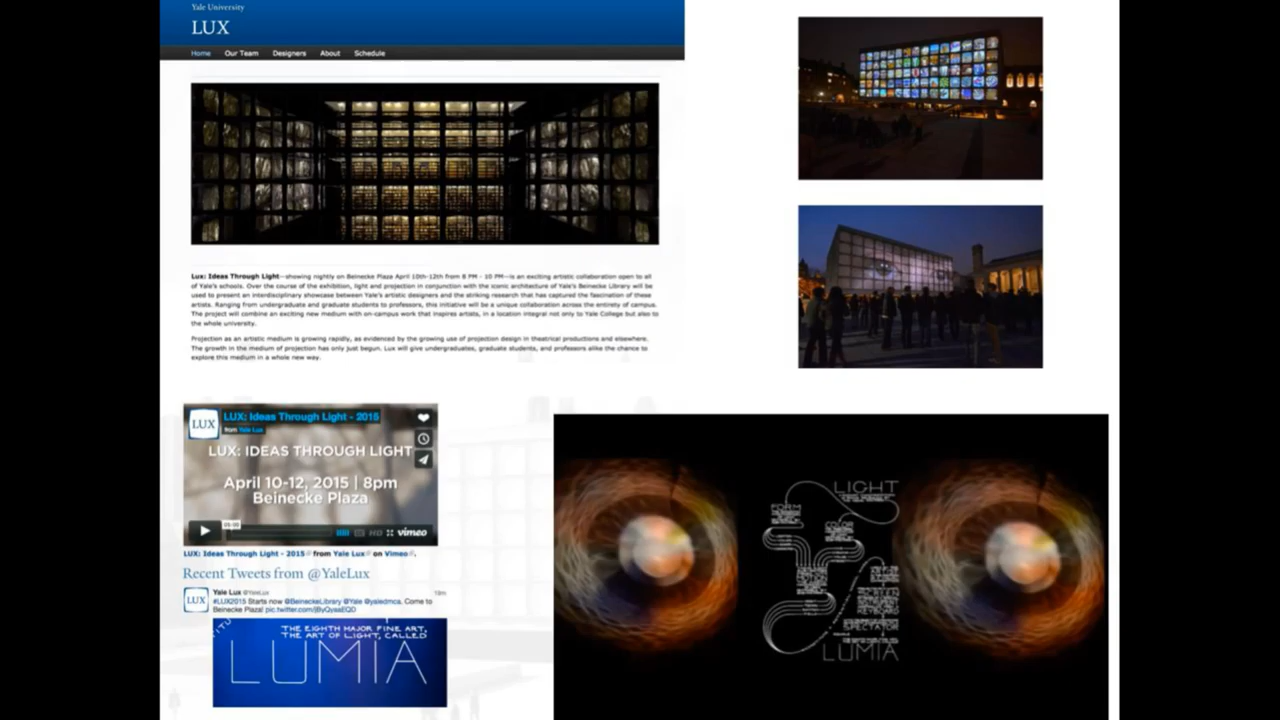 Yale University
LUX
Home Our Team Designers About Schedule
Lux: Ideas Through Light—showing nightly on Beinecke Plaza April 10th-12th from 8 PM - 10 PM—is an exciting artistic collaboration open to all
of Yale's schools. Over the course of the exhibition, light and projection in conjunction with the iconic architecture of Yale's Beinecke Library will be
used to present an interdisciplinary showcase between Yale's artistic designers and the striking research that has captured the fascination of these
artists. Ranging from undergraduate and graduate students to professors, this initiative will be a unique collaboration across the entirety of campus.
The project will combine an exciting new medium with on-campus work that inspires artists, in a location integral not only to Yale College but also to
the whole university.
Projection as an artistic medium is growing rapidly, as evidenced by the growing use of projection design in theatrical productions and elsewhere.
The growth in the medium of projection has only just begun. Lux will give undergraduates, graduate students, and professors alike the chance to
explore this medium in a whole new way.
LUX
LUX: Ideas Through Light - 2015
from Yale Lux
LUX: IDEAS THROUGH LIGHT
April 10-12, 2015 | 8pm
Beinecke Plaza
HD vimeo
LUX: Ideas Through Light - 2015 from Yale Lux on Vimeo.
Recent Tweets from @YaleLux
LUX
Yale Lux @YaleLux
#LUX2015 Starts now @BeineckeLibrary @Yale @yaledmca. Come to
Beinecke Plaza!
THE EIGHTH MAJOR FINE ART,
THE ART OF LIGHT, CALLED
LUMIA
LIGHT
FORM
COLOR
SCREEN
KEYBOARD
SPECTATOR
LUMIA